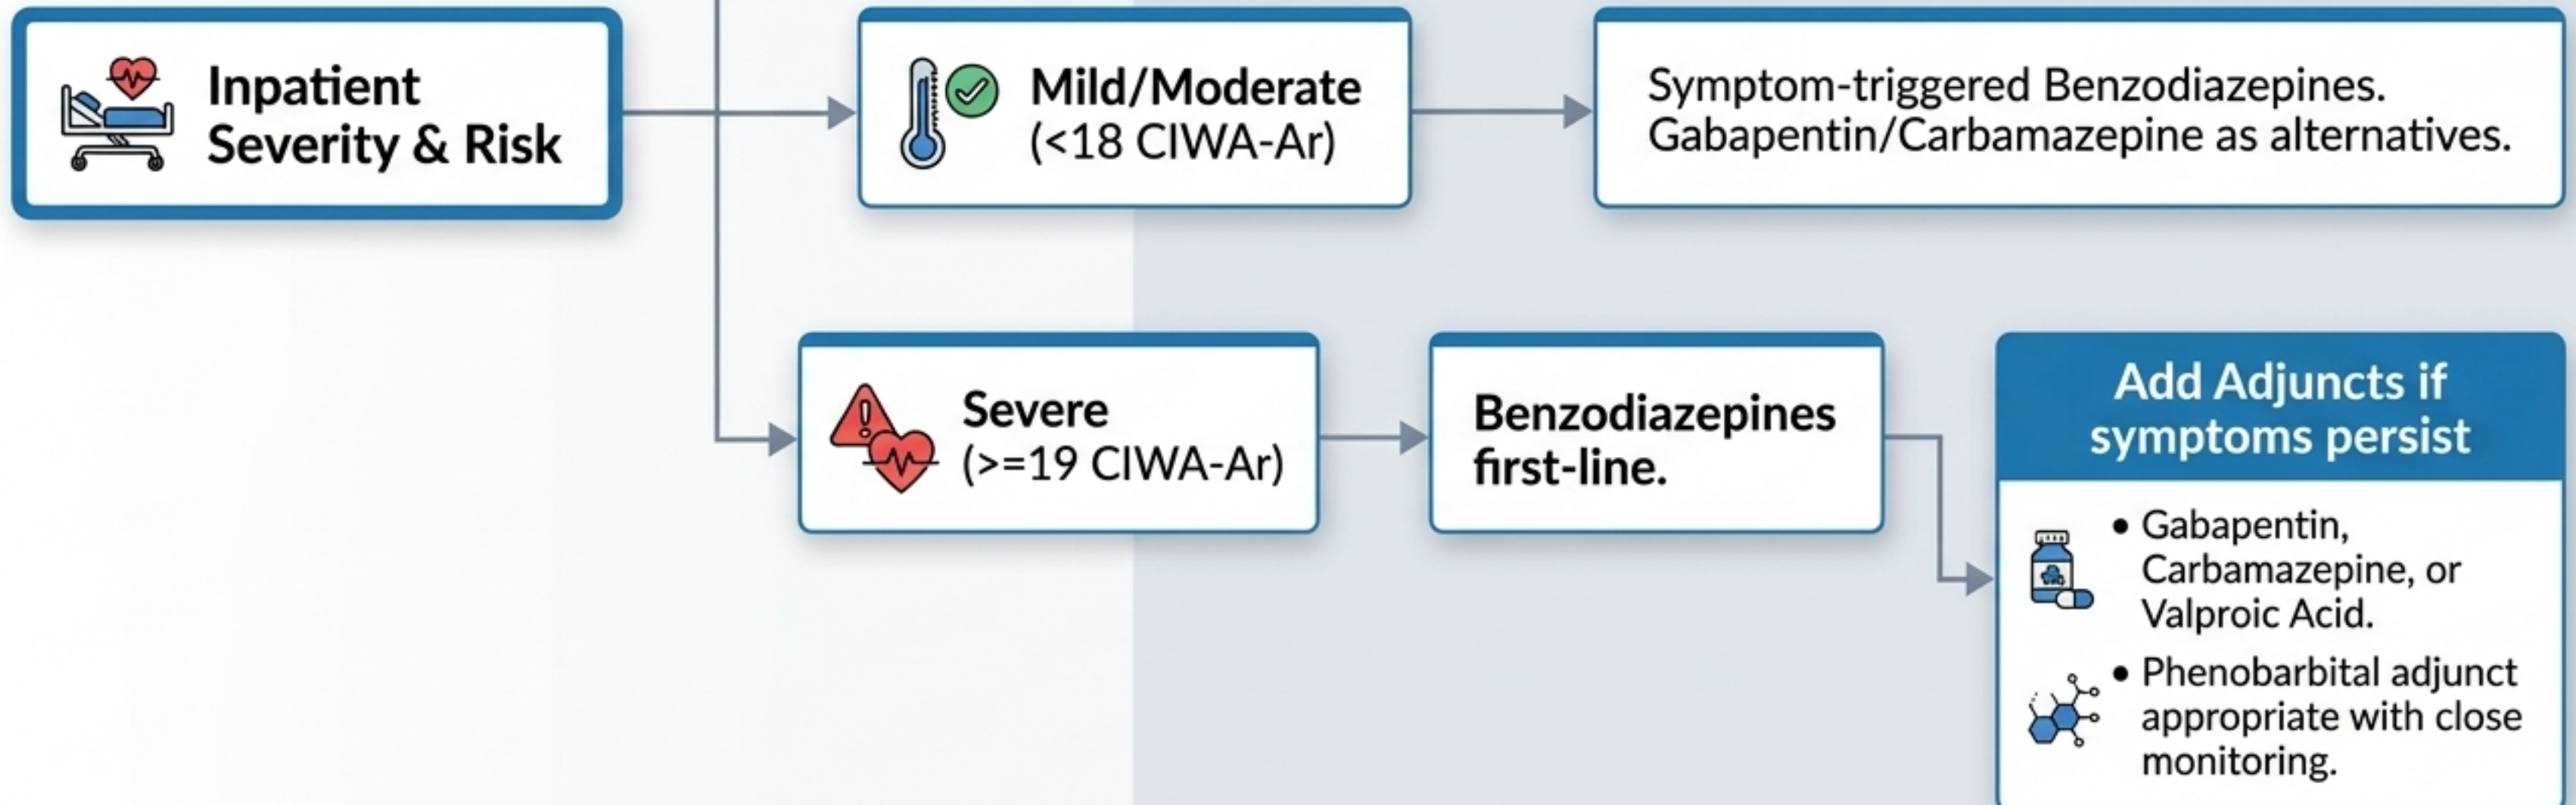 Inpatient
Severity & Risk
Mild/Moderate
(<18 CIWA-Ar)
Symptom-triggered Benzodiazepines.
Gabapentin/Carbamazepine as alternatives.
Severe
(>=19 CIWA-Ar)
Benzodiazepines
first-line.
Add Adjuncts if
symptoms persist
• Gabapentin,
Carbamazepine, or
Valproic Acid.
• Phenobarbital adjunct
appropriate with close
monitoring.